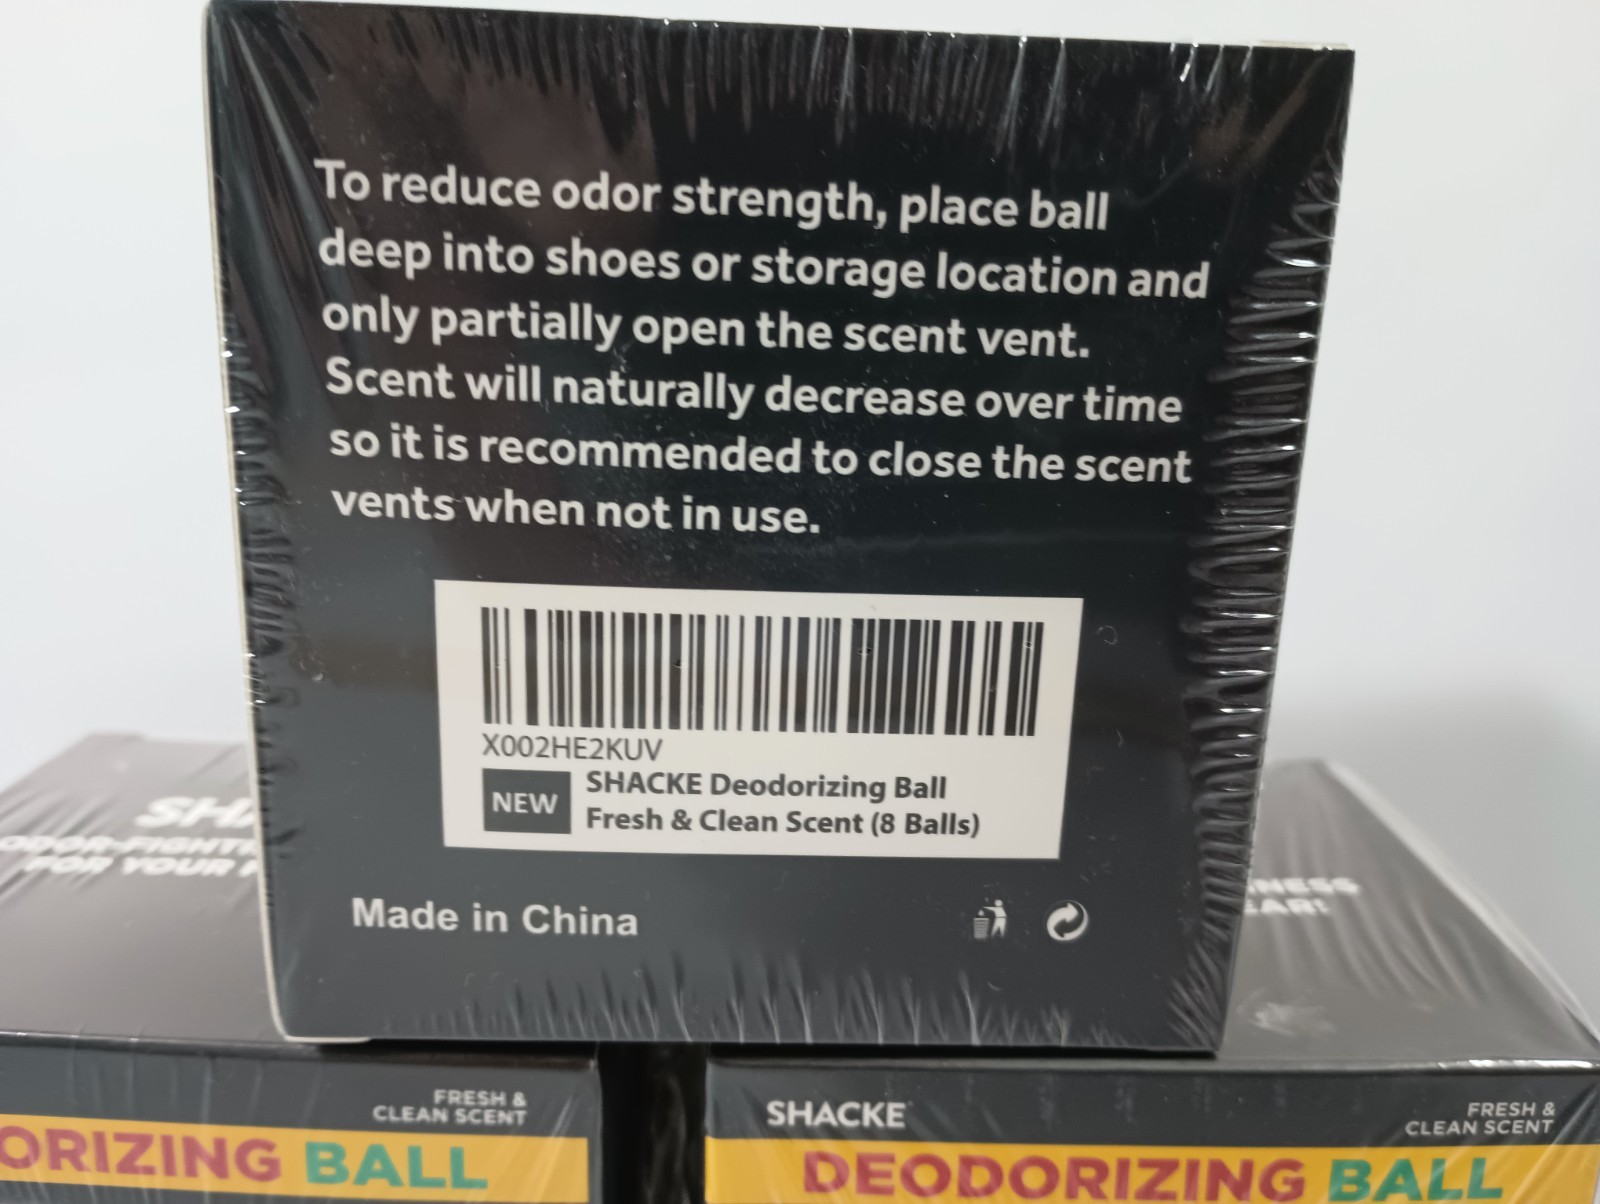 To reduce odor strength, place ball
deep into shoes or storage location and
only partially open the scent vent.
Scent will naturally decrease over time
so it is recommended to close the scent
vents when not in use.
X002HE2KUV
NEW
SHACKE Deodorizing Ball
Fresh & Clean Scent (8 Balls)
Made in China
FOR YOUR
FRESH &
CLEAN SCENT
ORIZING BALL
SHACKE
FRESH &
CLEAN SCENT
DEODORIZING BALL